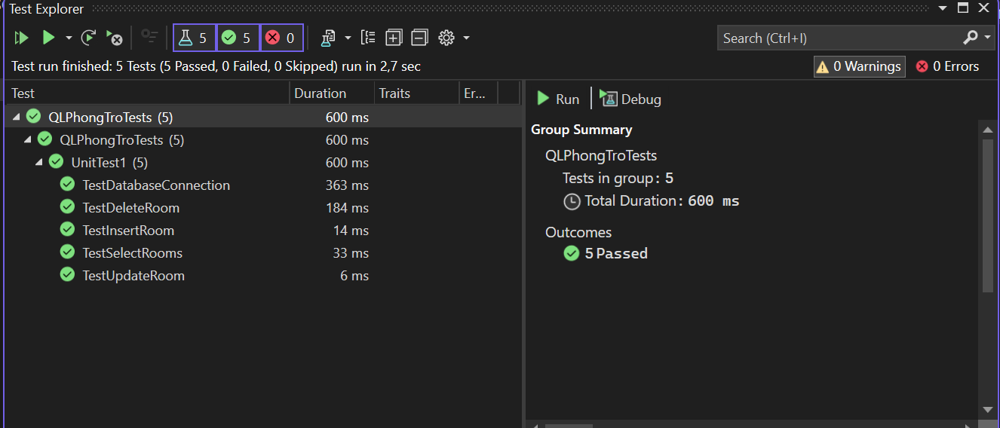 Test Explorer
5 5 0
Search (Ctrl+I)
Test run finished: 5 Tests (5 Passed, 0 Failed, 0 Skipped) run in 2,7 sec
0 Warnings
0 Errors
Test Duration Traits Er...
QLPhongTroTests (5) 600 ms
QLPhongTroTests (5) 600 ms
UnitTest1 (5) 600 ms
TestDatabaseConnection 363 ms
TestDeleteRoom 184 ms
TestInsertRoom 14 ms
TestSelectRooms 33 ms
TestUpdateRoom 6 ms
Run Debug
Group Summary
QLPhongTroTests
Tests in group: 5
Total Duration: 600 ms
Outcomes
5 Passed